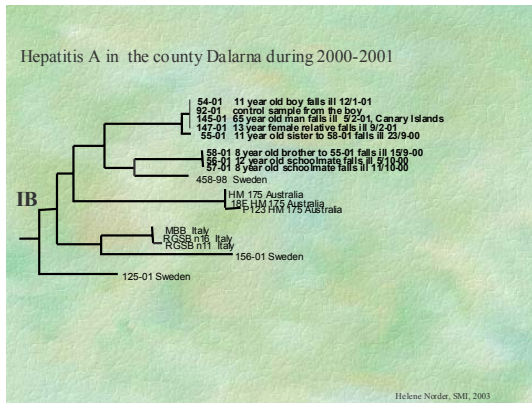 Hepatitis A in the county Dalarna during 2000-2001
54-01 11 year old boy falls ill 12/1-01
92-01 control sample from the boy
145-01 65 year old man falls ill 5/2-01, Canary Islands
147-01 13 year female relative falls ill 9/2-01
55-01 11 year old sister to 58-01 falls ill 23/9-00
58-01 8 year old brother to 55-01 falls ill 15/9-00
56-01 12 year old schoolmate falls ill 5/10-00
57-01 8 year old schoolmate falls ill 11/10-00
458-98 Sweden
IB
HM 175 Australia
18F HM 175 Australia
P123 HM 175 Australia
MBB Italy
RGSB n16 Italy
RGSB n11 Italy
156-01 Sweden
125-01 Sweden
Helene Norder, SMI, 2003